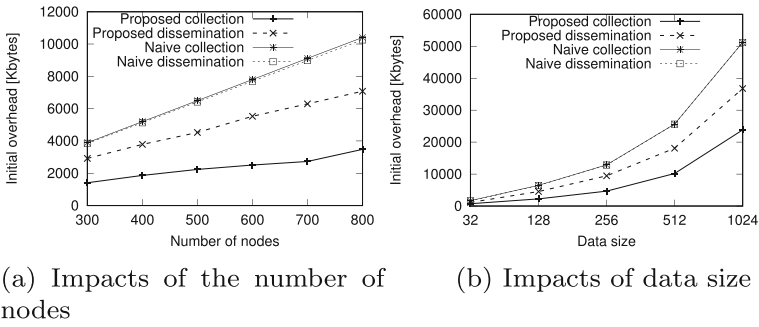 Initial overhead [Kbytes]
12000
10000
8000
6000
4000
2000
0
Proposed collection
Proposed dissemination
Naive collection
Naive dissemination
300 400 500 600 700 800
Number of nodes
(a) Impacts of the number of
nodes
Initial overhead [Kbytes]
60000
50000
40000
30000
20000
10000
0
Proposed collection
Proposed dissemination
Naive collection
Naive dissemination
32 128 256 512 1024
Data size
(b) Impacts of data size